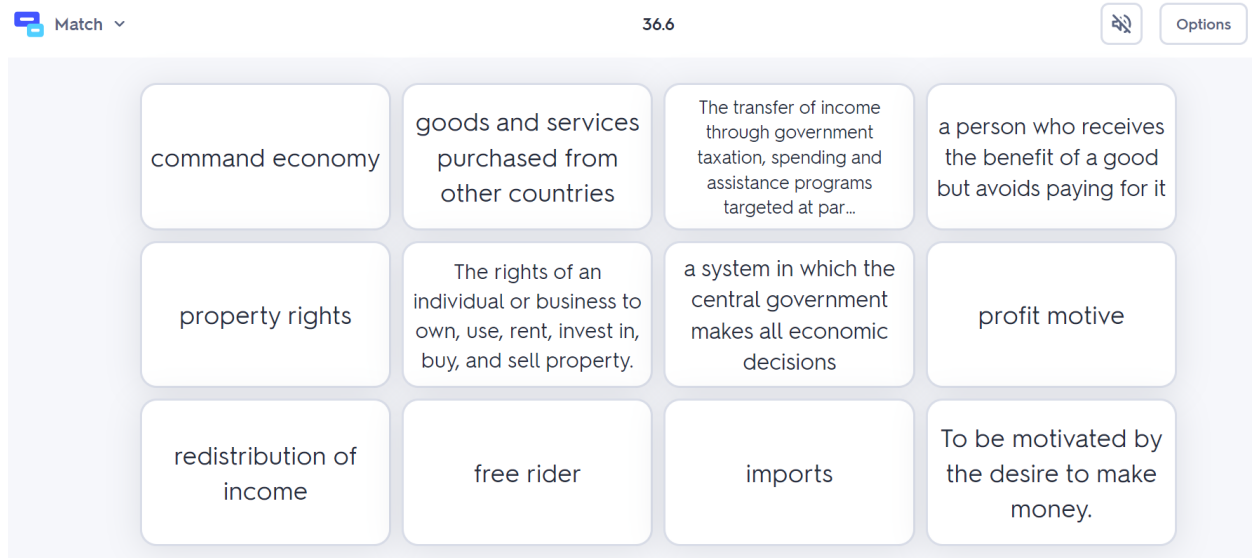 Match
36.6
Options
command economy
goods and services
purchased from
other countries
The transfer of income
through government
taxation, spending and
assistance programs
targeted at par...
a person who receives
the benefit of a good
but avoids paying for it
property rights
The rights of an
individual or business to
own, use, rent, invest in,
buy, and sell property.
a system in which the
central government
makes all economic
decisions
profit motive
redistribution of
income
free rider
imports
To be motivated by
the desire to make
money.